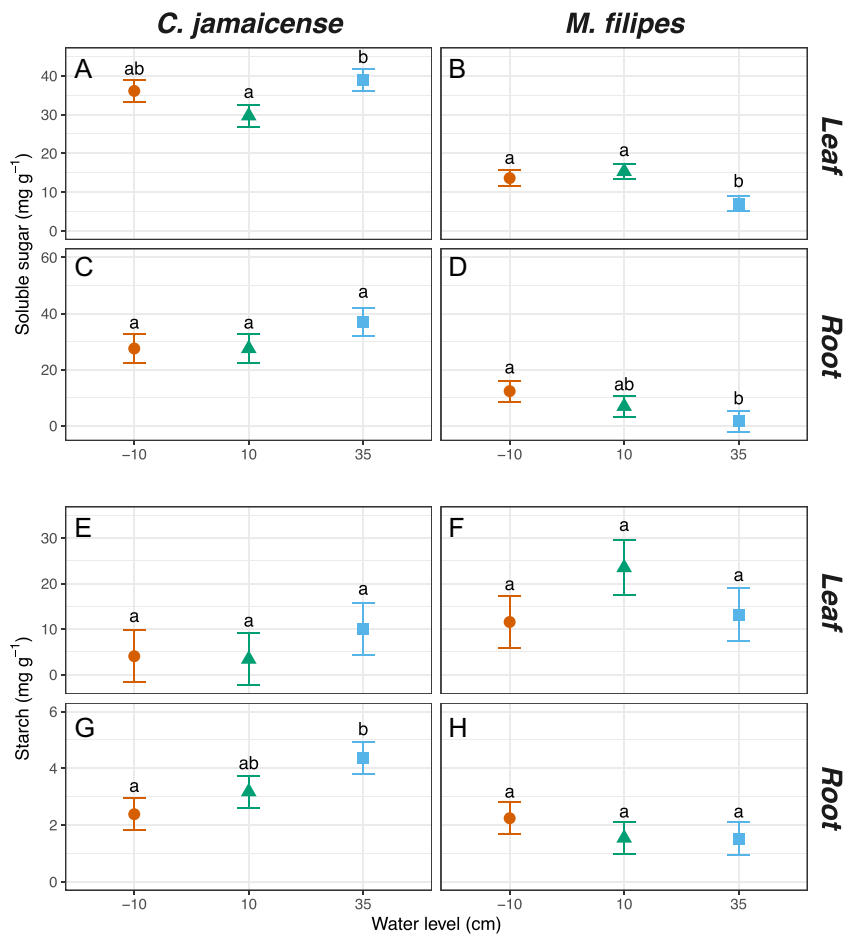 C. jamaicense
M. filipes
A
ab
a
b
40
30
20
10
0
B
a
a
b
Leaf
Soluble sugar (mg g⁻¹)
C
a
a
a
60
40
20
0
−10
10
35
D
a
ab
b
−10
10
35
Root
E
a
a
a
30
20
10
0
F
a
a
a
Leaf
Starch (mg g⁻¹)
G
a
ab
b
6
4
2
0
−10
10
35
H
a
a
a
−10
10
35
Root
Water level (cm)